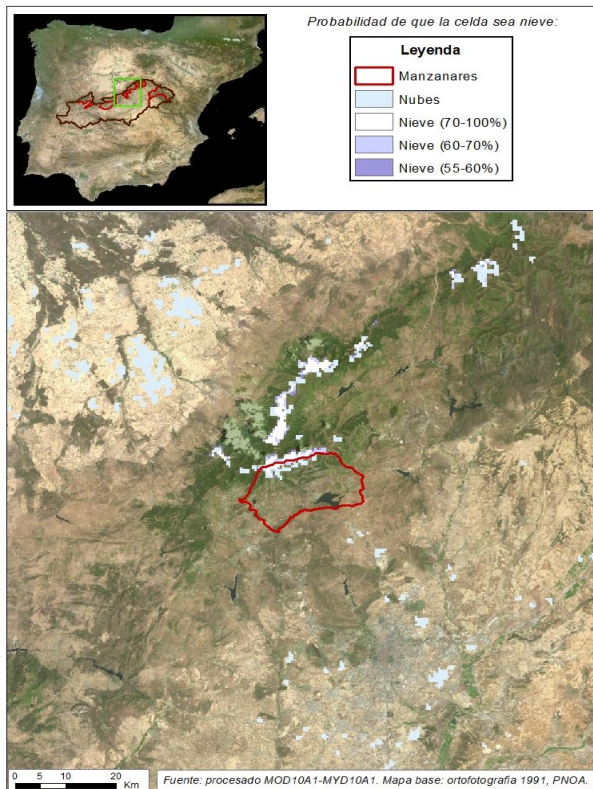 Probabilidad de que la celda sea nieve:
Leyenda
Manzanares
Nubes
Nieve (70-100%)
Nieve (60-70%)
Nieve (55-60%)
0 5 10 20
Km
Fuente: procesado MOD10A1-MYD10A1. Mapa base: ortofotografia 1991, PNOA.